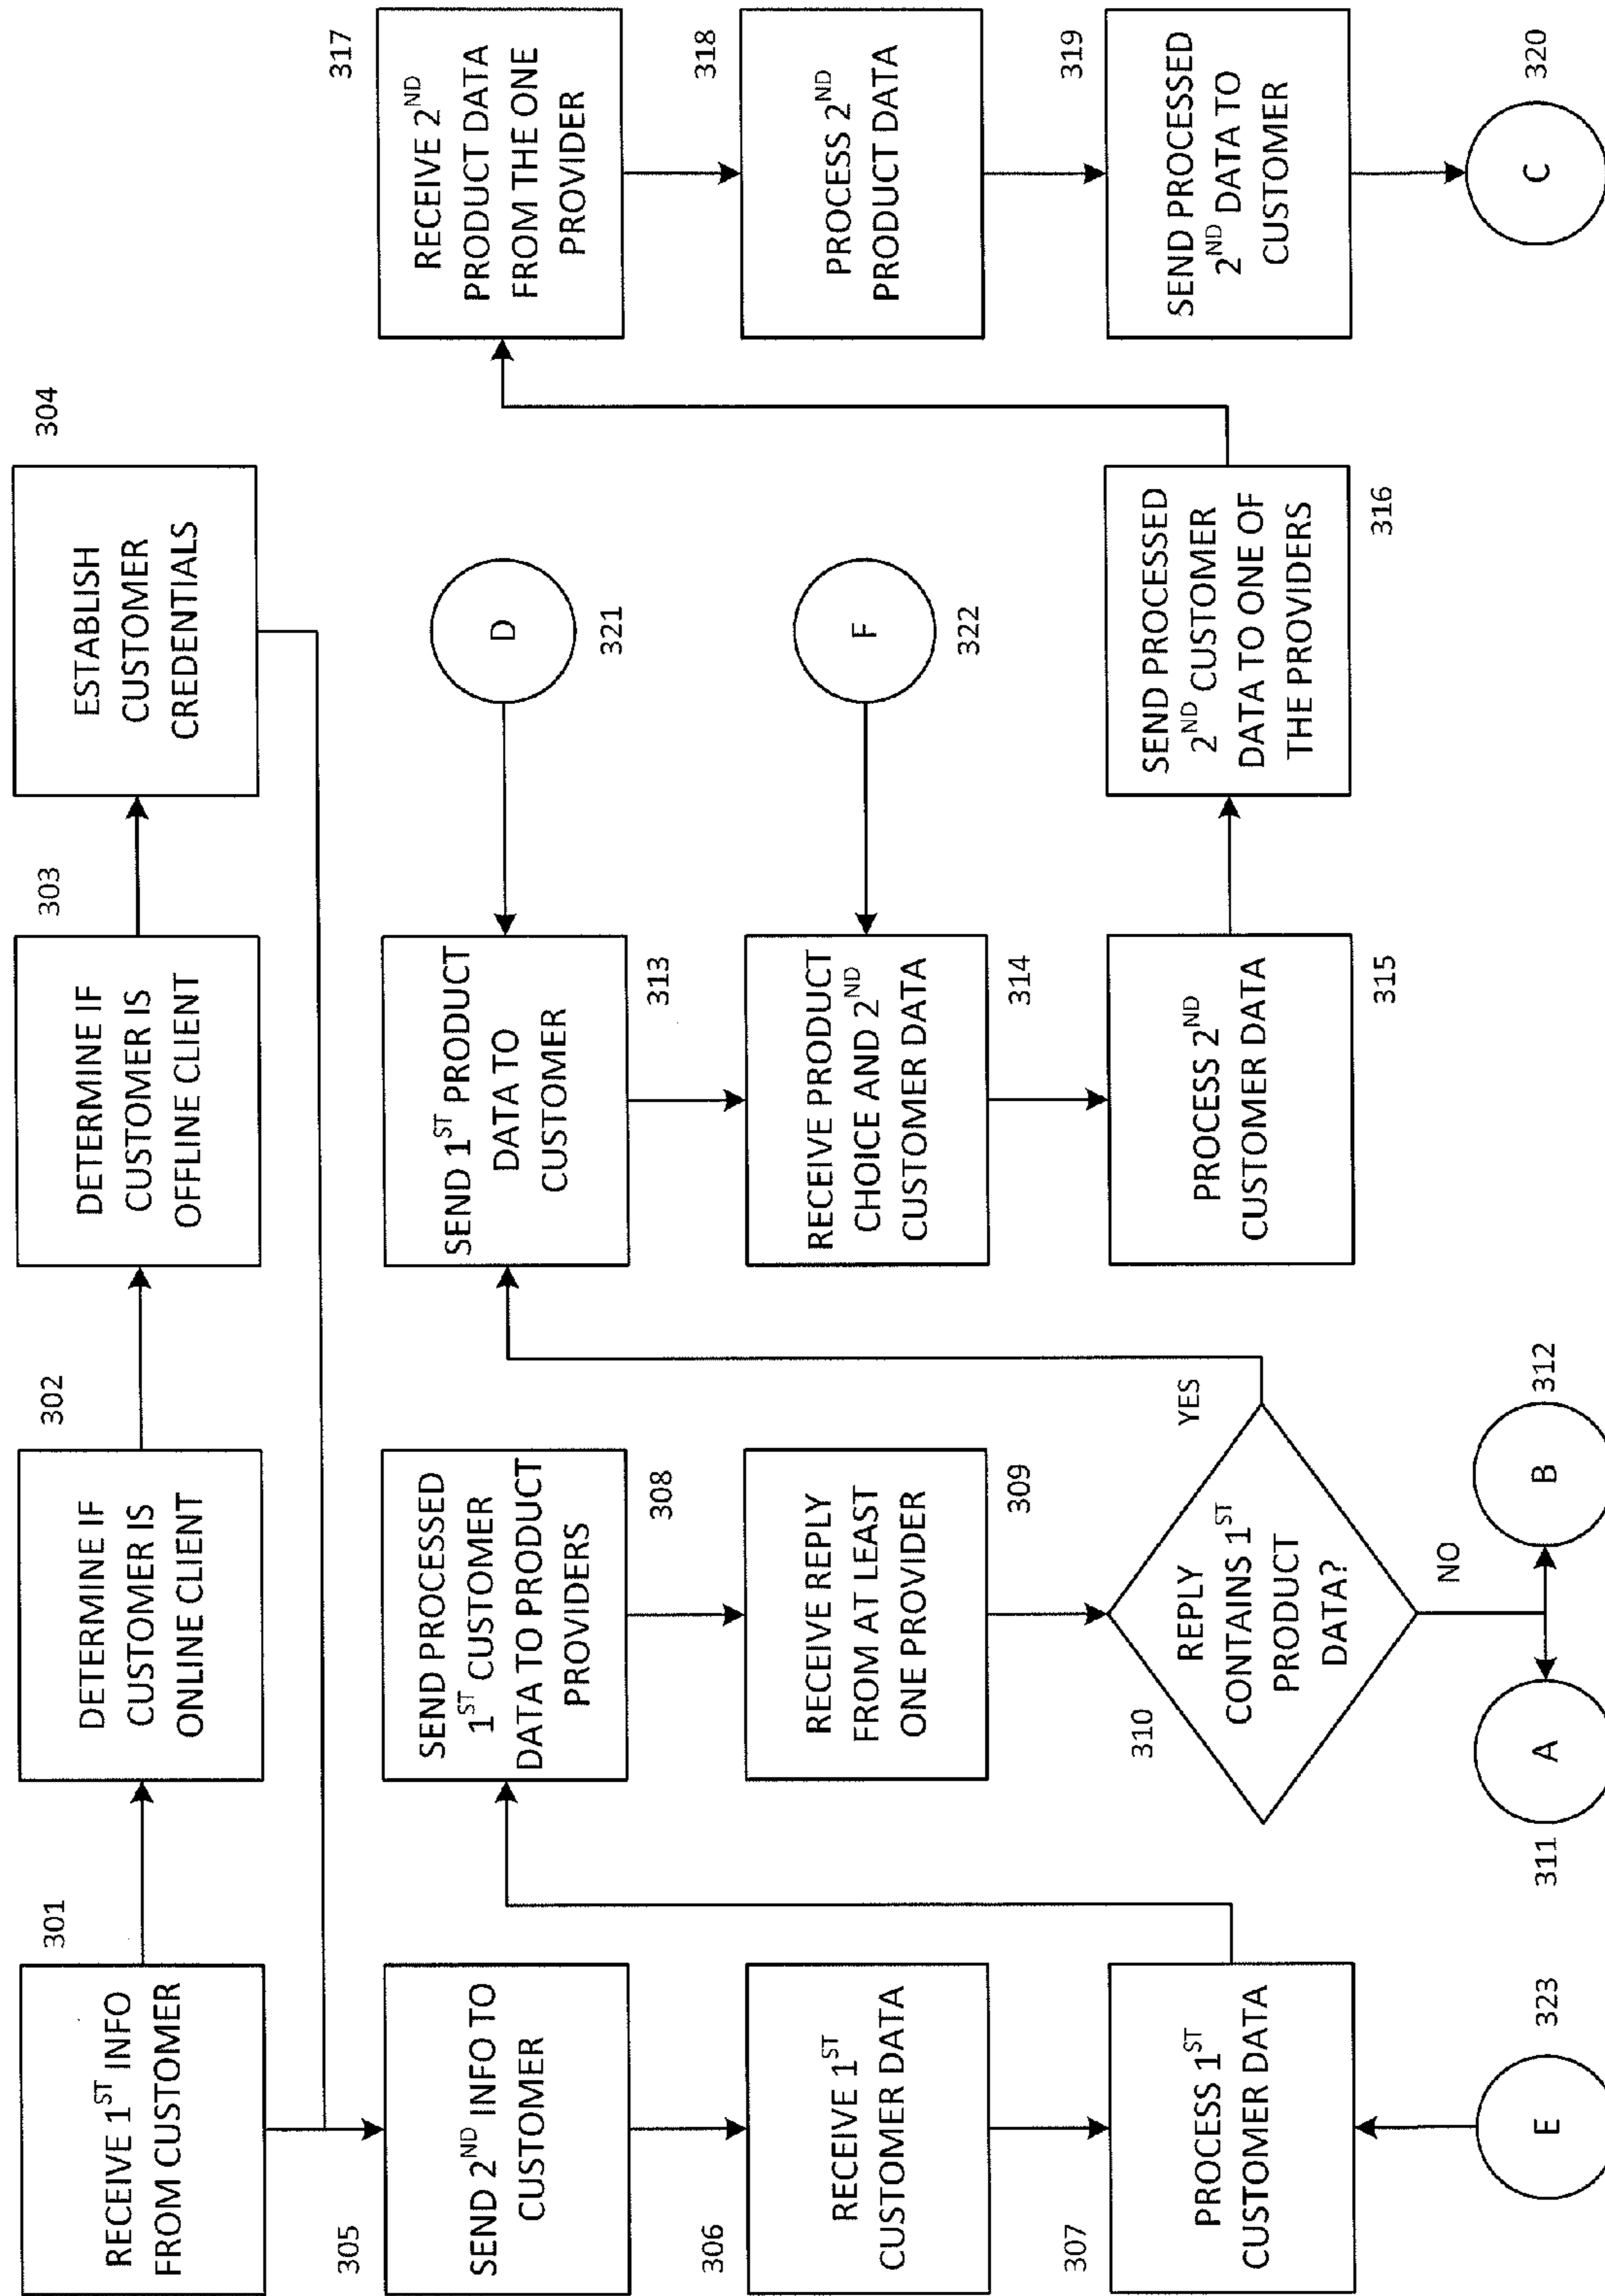 301
RECEIVE 1ST INFO
FROM CUSTOMER
302
DETERMINE IF
CUSTOMER IS
ONLINE CLIENT
303
DETERMINE IF
CUSTOMER IS
OFFLINE CLIENT
304
ESTABLISH
CUSTOMER
CREDENTIALS
305
SEND 2ND INFO TO
CUSTOMER
306
RECEIVE 1ST
CUSTOMER DATA
307
PROCESS 1ST
CUSTOMER DATA
E
323
SEND PROCESSED
1ST CUSTOMER
DATA TO PRODUCT
PROVIDERS
308
RECEIVE REPLY
FROM AT LEAST
ONE PROVIDER
309
310
REPLY
CONTAINS 1ST
PRODUCT
DATA?
YES
NO
311
A
B
312
SEND 1ST PRODUCT
DATA TO
CUSTOMER
313
D
321
RECEIVE PRODUCT
CHOICE AND 2ND
CUSTOMER DATA
314
F
322
PROCESS 2ND
CUSTOMER DATA
315
SEND PROCESSED
2ND CUSTOMER
DATA TO ONE OF
THE PROVIDERS
316
317
RECEIVE 2ND
PRODUCT DATA
FROM THE ONE
PROVIDER
318
PROCESS 2ND
PRODUCT DATA
319
SEND PROCESSED
2ND DATA TO
CUSTOMER
C
320